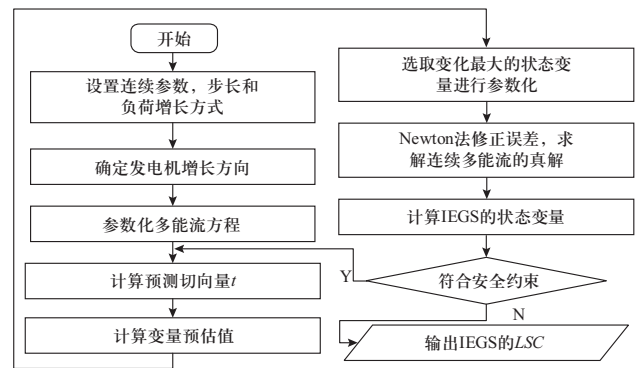 开始
设置连续参数，步长和
负荷增长方式
确定发电机增长方向
参数化多能流方程
计算预测切向量t
计算变量预估值
选取变化最大的状态变
量进行参数化
Newton法修正误差，求
解连续多能流的真解
计算IEGS的状态变量
符合安全约束
Y
N
输出IEGS的LSC